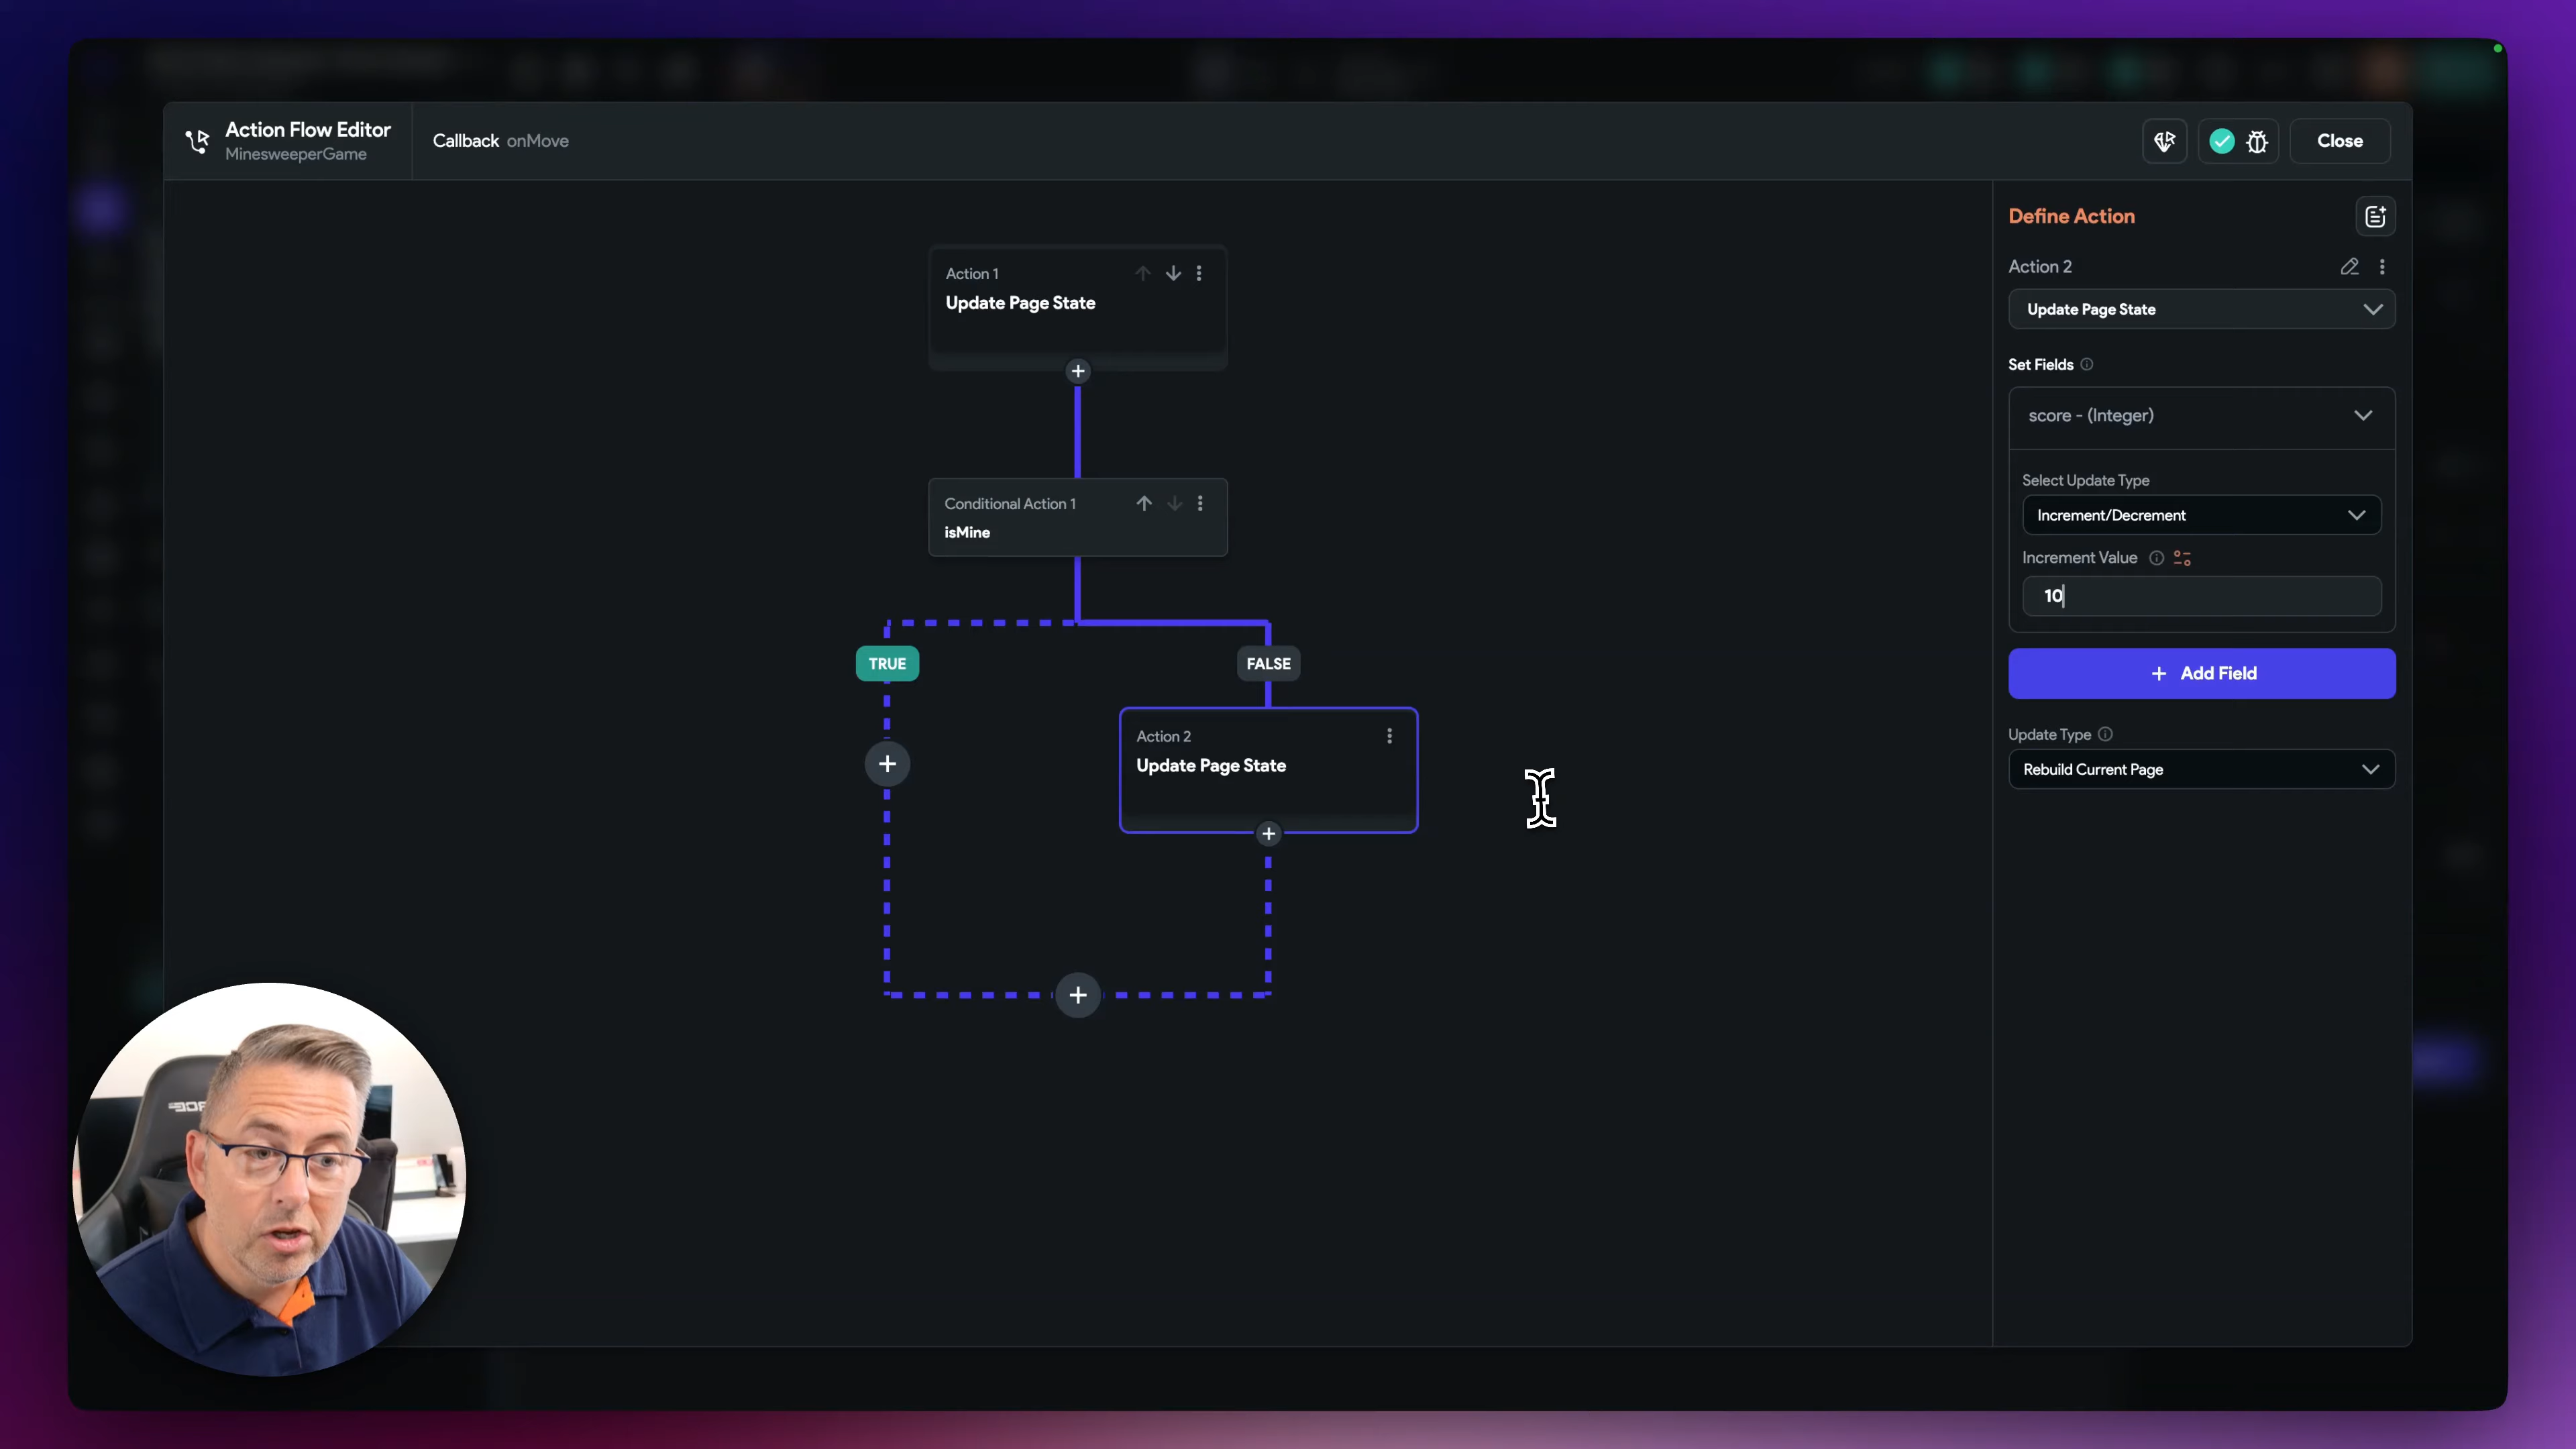 Action Flow Editor
MinesweeperGame
Callback onMove
Close
Action 1
Update Page State
Conditional Action 1
isMine
TRUE
FALSE
Action 2
Update Page State
Define Action
Action 2
Update Page State
Set Fields
score - (Integer)
Select Update Type
Increment/Decrement
Increment Value
10
+ Add Field
Update Type
Rebuild Current Page